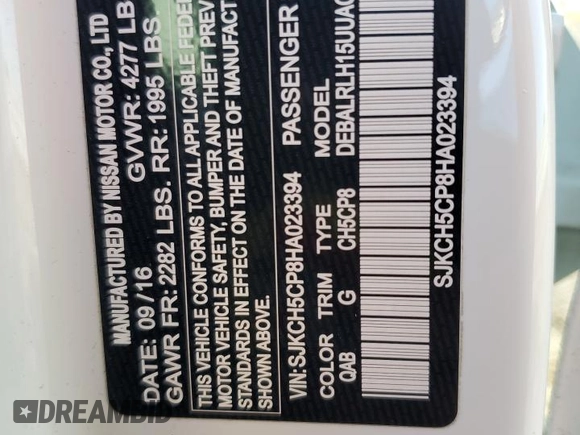 MANUFACTURED BY NISSAN MOTOR CO., LTD
DATE: 09 / 16 GVWR: 4277 LB
GAWR FR: 2282 LBS. RR: 1995 LBS.
THIS VEHICLE CONFORMS TO ALL APPLICABLE FEDE
MOTOR VEHICLE SAFETY, BUMPER AND THEFT PREV
STANDARDS IN EFFECT ON THE DATE OF MANUFACT
SHOWN ABOVE.
VIN: SJKCH5CP8HA023394 PASSENGER
COLOR TRIM TYPE MODEL
QAB G CH5CP8 DEBALRLH15UUAC
SJKCH5CP8HA023394
DREAMBID